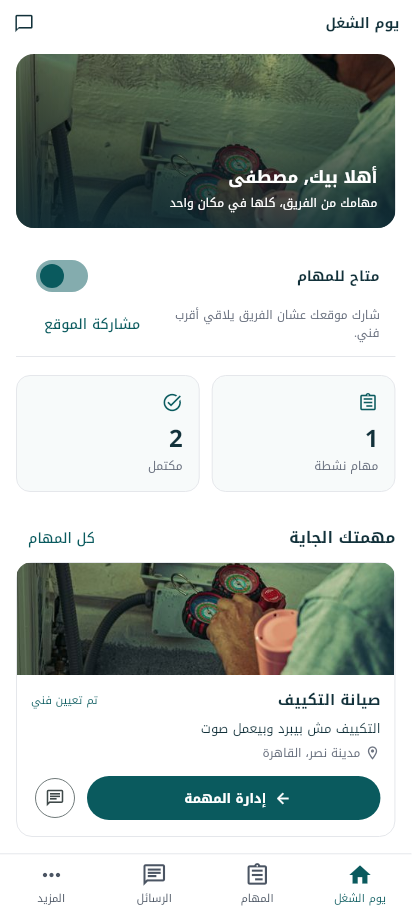 يوم الشغل
أهلا بيك, مصطفى
مهامك من الفريق، كلها في مكان واحد
متاح للمهام
شارك موقعك عشان الفريق يلاقي أقرب
فني.
مشاركة الموقع
1
مهام نشطة
2
مكتمل
مهمتك الجاية
كل المهام
صيانة التكييف
تم تعيين فني
التكييف مش بيبرد وبيعمل صوت
مدينة نصر، القاهرة
إدارة المهمة
يوم الشغل
المهام
الرسائل
المزيد